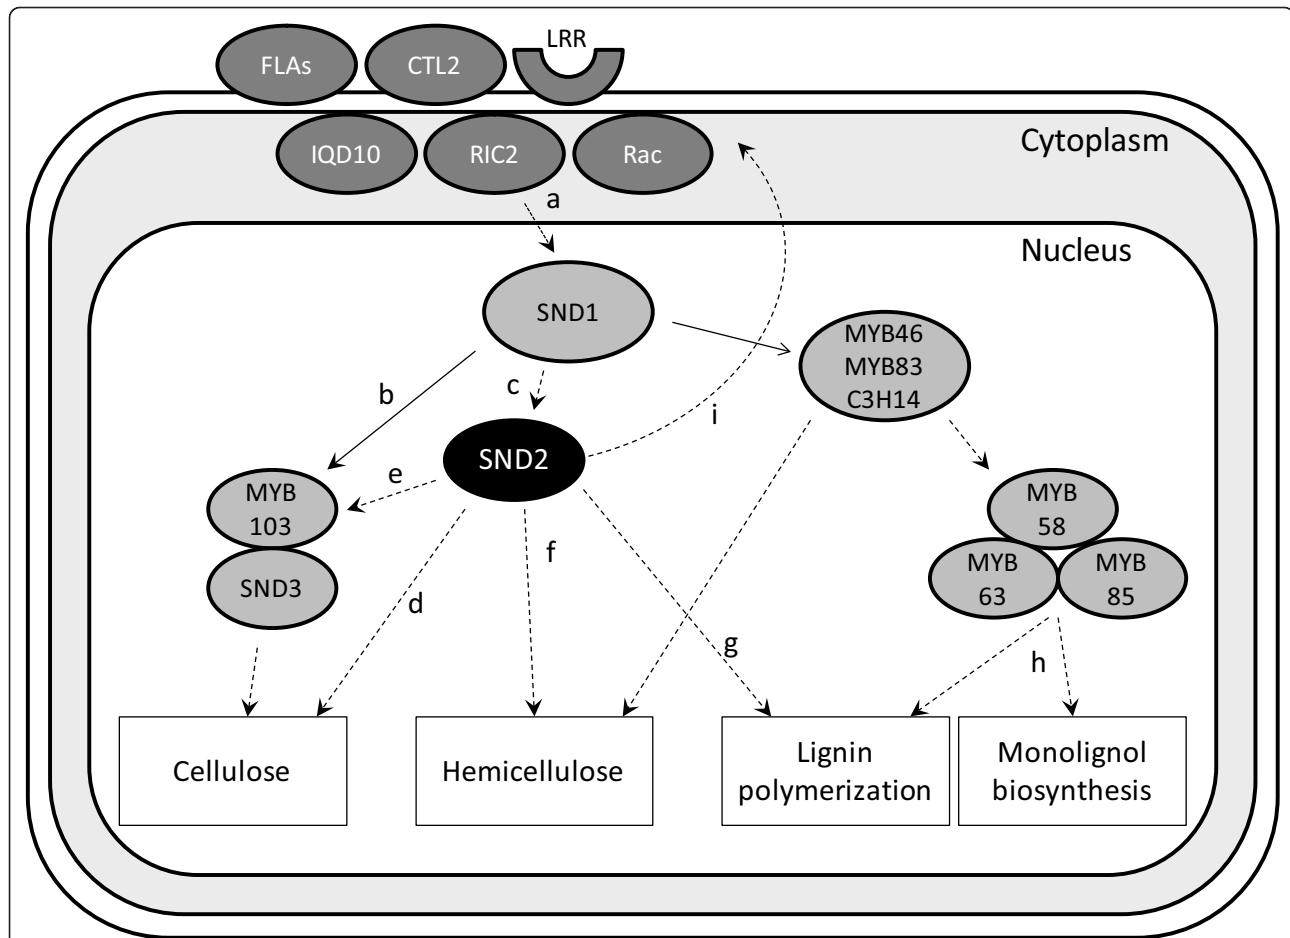 LRR
FLAs
CTL2
IQD10
RIC2
Rac
Cytoplasm
a
Nucleus
SND1
MYB46
MYB83
C3H14
b
c
i
SND2
e
MYB
103
MYB
58
f
SND3
MYB
63
MYB
85
d
g
h
Cellulose
Hemicellulose
Lignin
polymerization
Monolignol
biosynthesis